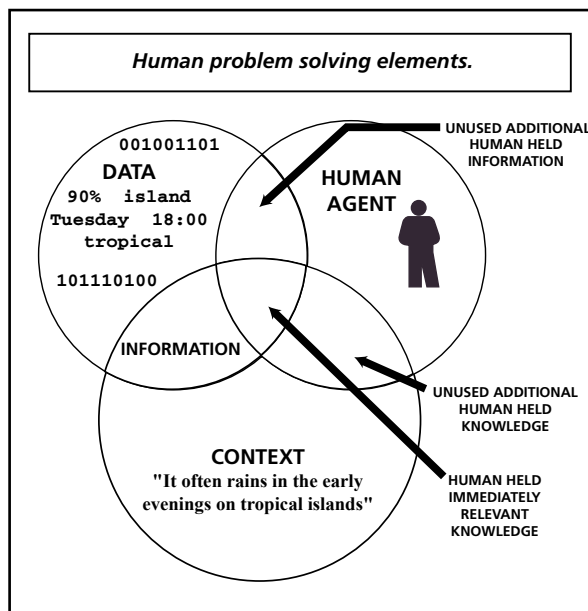 Human problem solving elements.
001001101
DATA
90% island
Tuesday 18:00
tropical
101110100
HUMAN
AGENT
UNUSED ADDITIONAL
HUMAN HELD
INFORMATION
INFORMATION
UNUSED ADDITIONAL
HUMAN HELD
KNOWLEDGE
CONTEXT
"It often rains in the early
evenings on tropical islands"
HUMAN HELD
IMMEDIATELY
RELEVANT
KNOWLEDGE